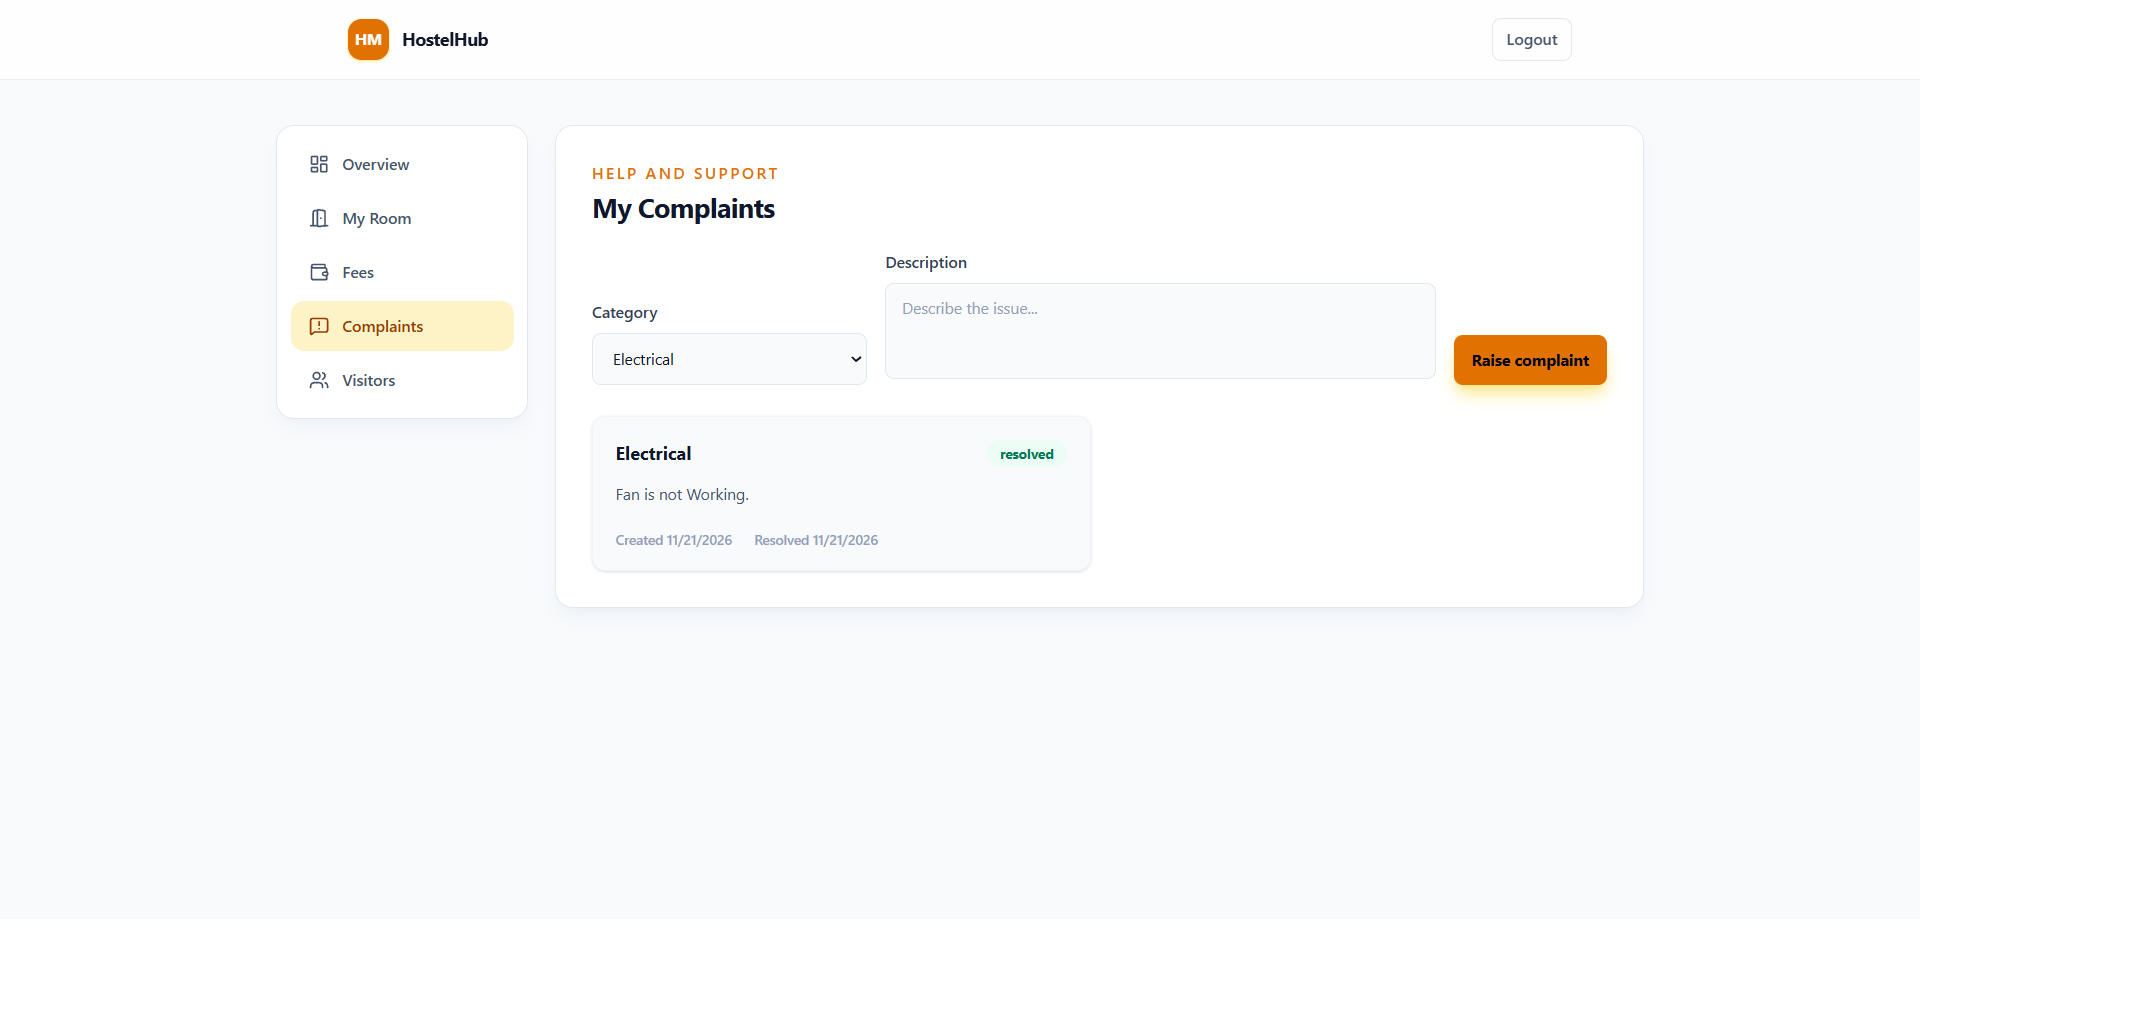 HM HostelHub
Logout
Overview
My Room
Fees
Complaints
Visitors
HELP AND SUPPORT
My Complaints
Category
Electrical
Description
Describe the issue...
Raise complaint
Electrical
resolved
Fan is not Working.
Created 11/21/2026 Resolved 11/21/2026